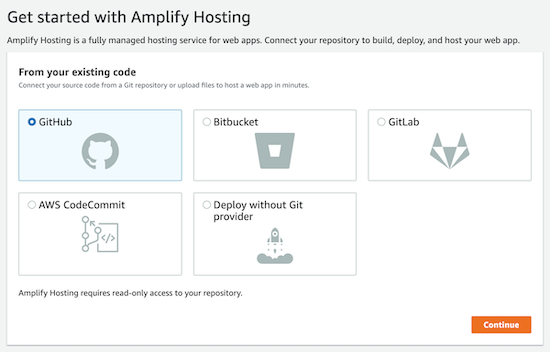 Get started with Amplify Hosting
Amplify Hosting is a fully managed hosting service for web apps. Connect your repository to build, deploy, and host your web app.
From your existing code
Connect your source code from a Git repository or upload files to host a web app in minutes.
GitHub
Bitbucket
GitLab
AWS CodeCommit
Deploy without Git
provider
Amplify Hosting requires read-only access to your repository.
Continue